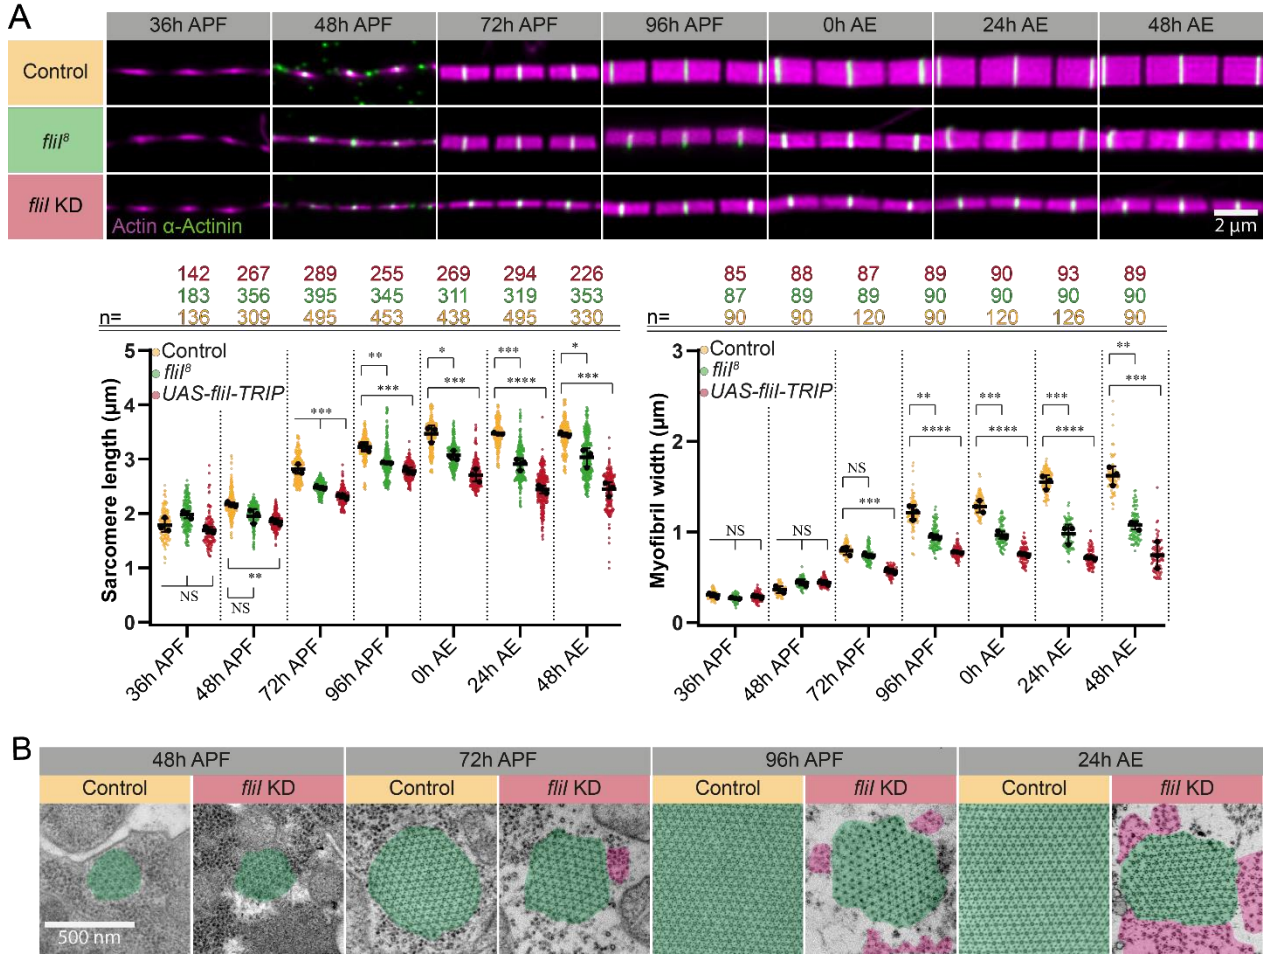 A
36h APF 48h APF 72h APF 96h APF 0h AE 24h AE 48h AE
Control
fliI⁸
fliI KD
Actin α-Actinin
2 µm
142 267 289 255 269 294 226
183 356 395 345 311 319 353
n= 136 309 495 453 438 495 330
Sarcomere length (µm)
5
4
3
2
1
0
Control
fliI⁸
UAS-fliI-TRIP
NS
NS
**
***
**
***
*
***
***
****
*
***
36h APF 48h APF 72h APF 96h APF 0h AE 24h AE 48h AE
85 88 87 89 90 93 89
87 89 89 90 90 90 90
n= 90 90 120 90 120 126 90
Myofibril width (µm)
3
2
1
0
Control
fliI⁸
UAS-fliI-TRIP
NS
NS
NS
***
**
****
***
****
***
****
**
***
36h APF 48h APF 72h APF 96h APF 0h AE 24h AE 48h AE
B
48h APF 72h APF 96h APF 24h AE
Control fliI KD Control fliI KD Control fliI KD Control fliI KD
500 nm